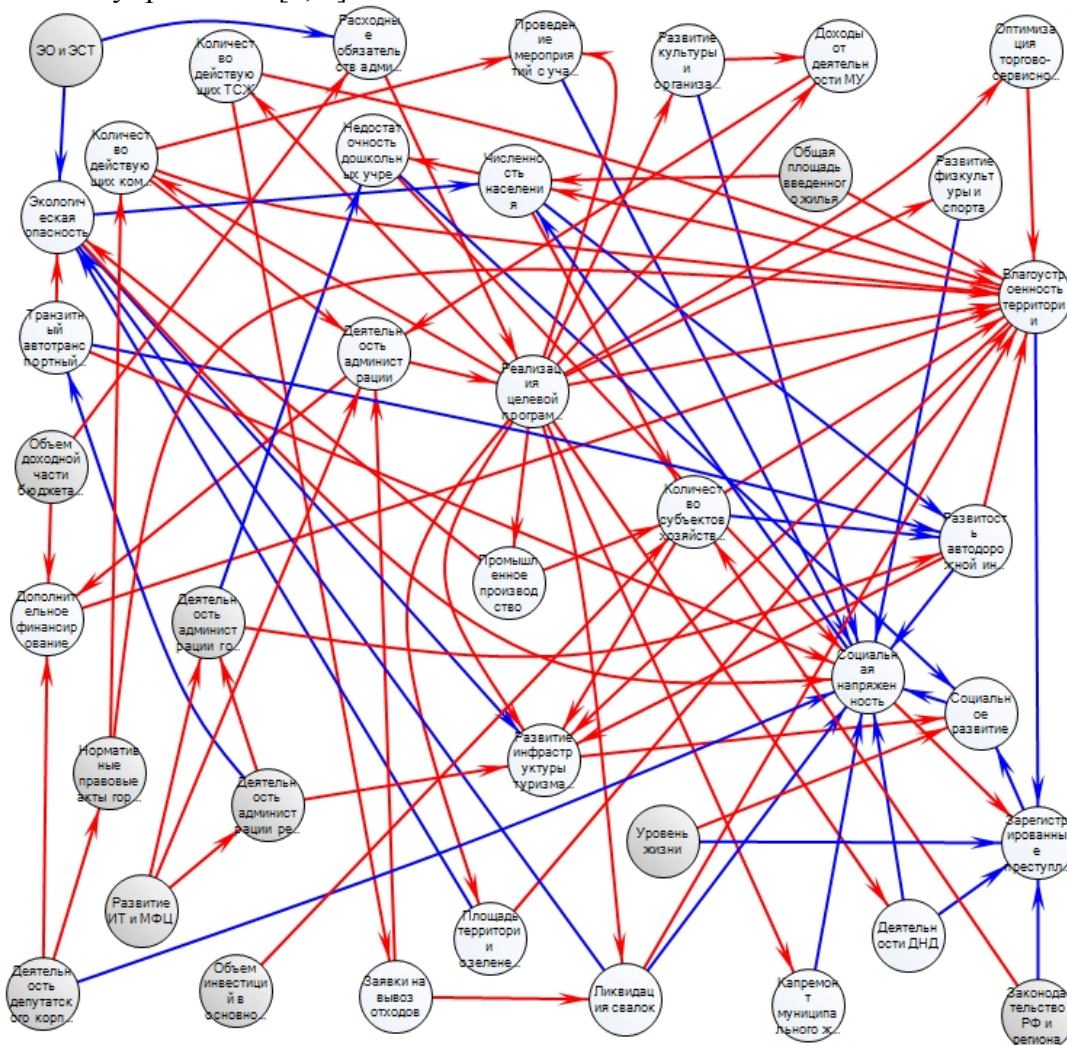 ЭО и ЭСТ
Количест
во
действую
щих ТСЖ
Расходны
е
обязатель
ств адми...
Проведен
ие
меропри
тий с уча...
Развитие
культуры
и
организа...
Доходы
от
деятельн
ости МУ
Оптимиз
ция
торгово-
сервисно...
Количест
во
действую
щих ком...
Недостат
очность
дошкольн
ых учре...
Численно
сть
населени
я
Общая
площадь
введенног
о жилья
Развитие
физкульт
уры и
спорта
Экологич
еская
опасность
Благоустр
оенность
территори
и
Транзитн
ый
автотранс
портный...
Деятельн
ость
админист
рации
Реализац
ия
целевой
програм...
Объем
доходной
части
бюджета...
Количест
во
субъектов
хозяйств...
Развитост
ь
автодоро
жной ин...
Промышл
енное
производ
ство
Дополнит
ельное
финансир
ование
Деятельн
ость
админист
рации го...
Социальн
ая
напряжен
ность
Социальн
ое
развитие
Норматив
ные
правовые
акты гор...
Развитие
инфрастр
уктуры
туризма...
Деятельн
ость
админист
рации ре...
Уровень
жизни
Зарегистр
ированны
е
преступл...
Развитие
ИТ и МФЦ
Площадь
территори
и
озелене...
Деятельн
ости ДНД
Деятельн
ость
депутатск
ого корп...
Объем
инвестици
й в
основно...
Заявки на
вывоз
отходов
Ликвидац
ия свалок
Капремон
т
муниципа
льного ж...
Законода
тельство
РФ и
региона